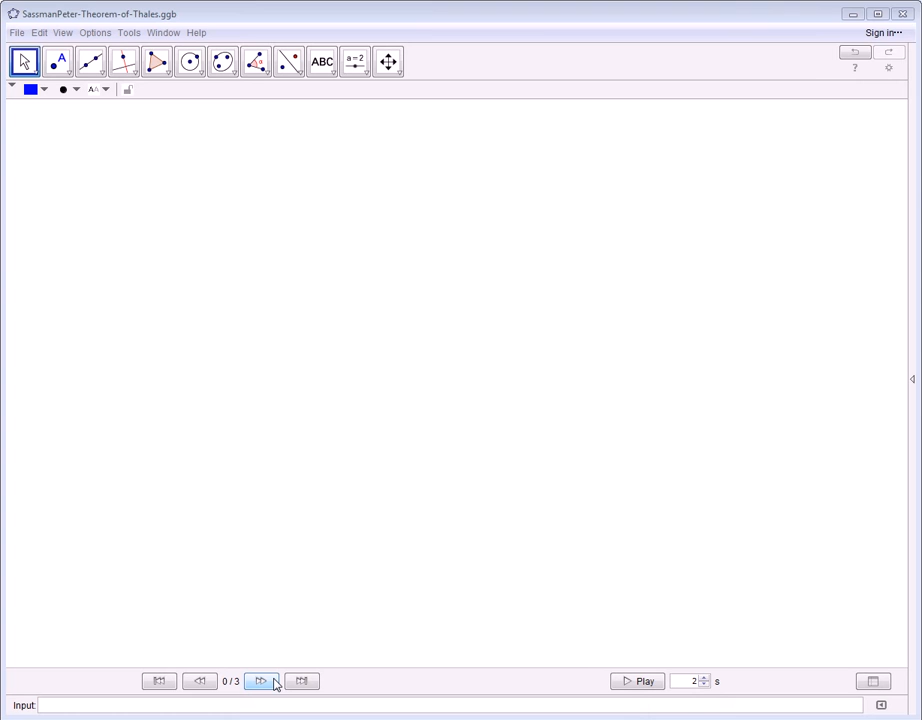 SassmanPeter-Theorem-of-Thales.ggb
File Edit View Options Tools Window Help Sign in...
A ABC a=2
AA
?
0 / 3 Play 2 s
Input: